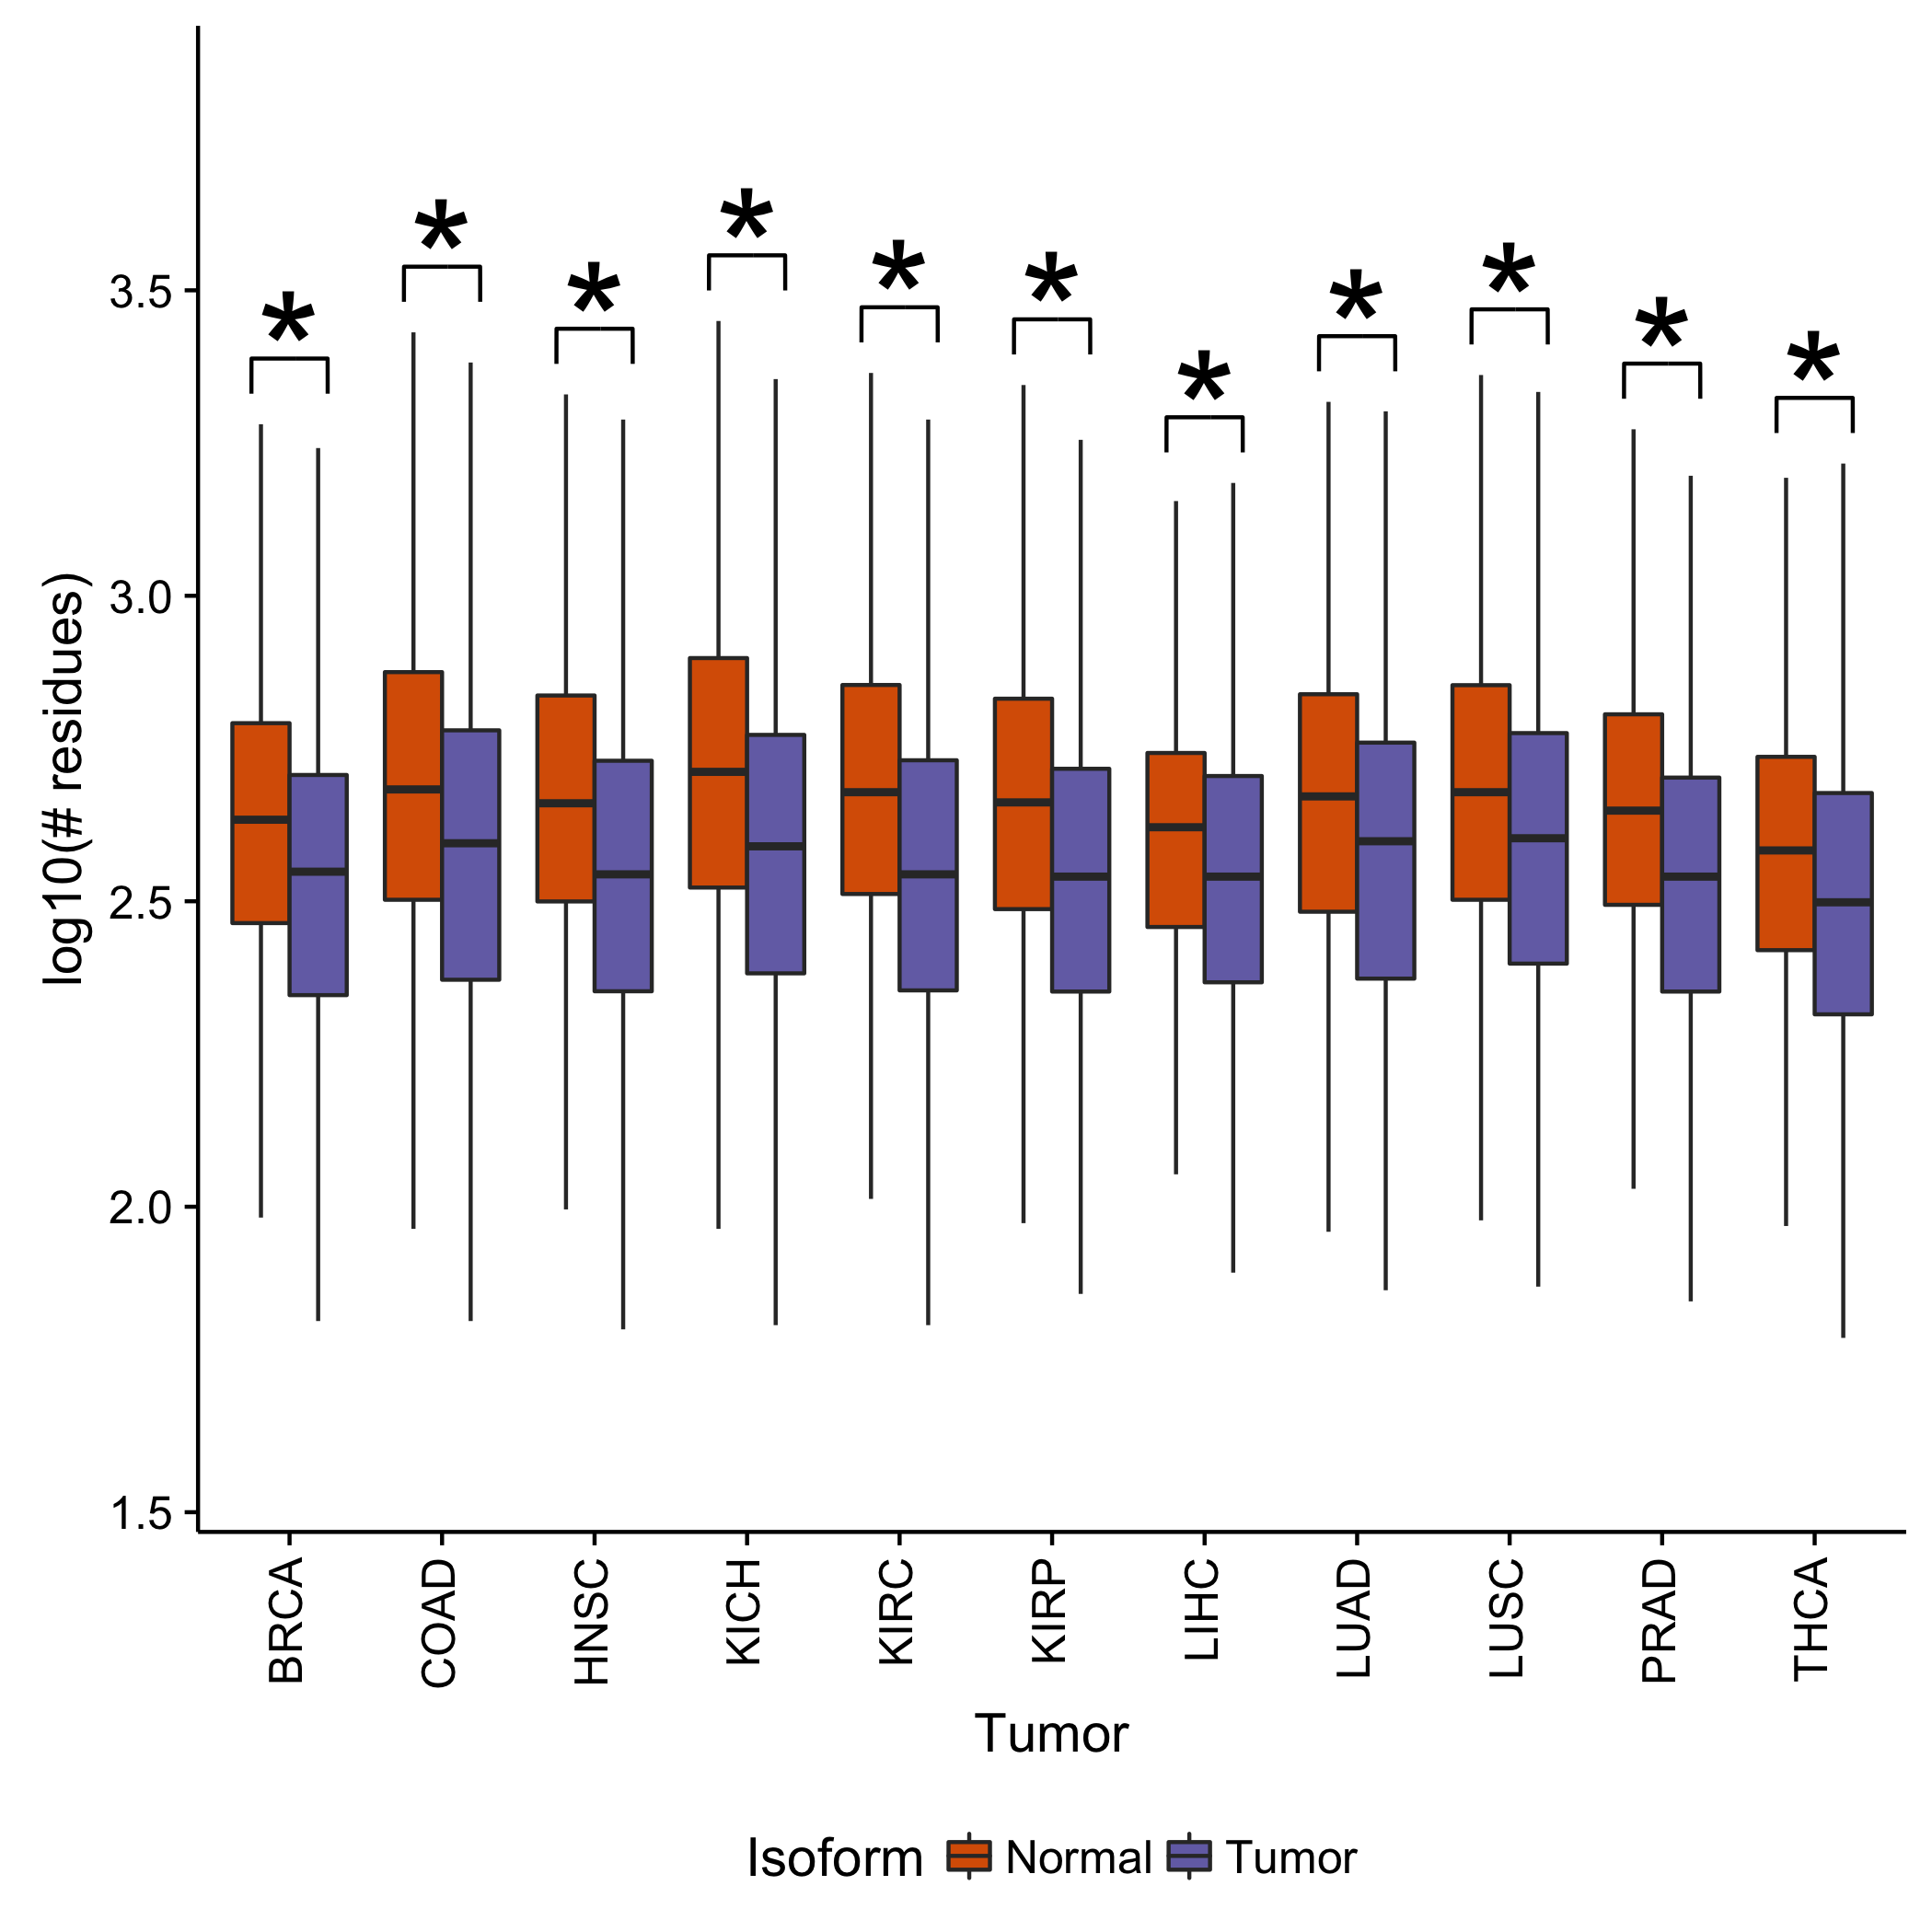 log10(# residues)
3.5
3.0
2.5
2.0
1.5
* * * * * * * * * * *
BRCA COAD HNSC KICH KIRC KIRP LIHC LUAD LUSC PRAD THCA
Tumor
Isoform Normal Tumor